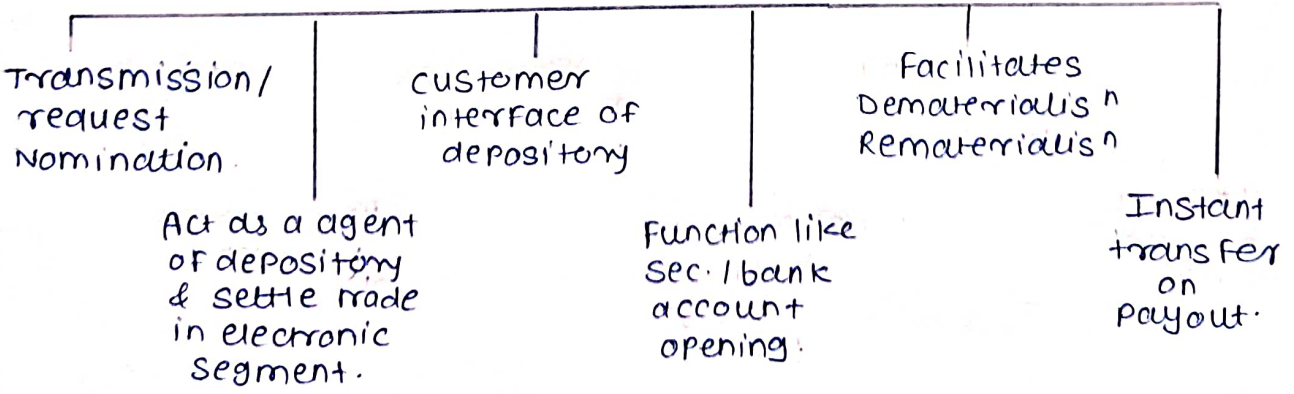 Transmission/
request
Nomination.
Act as a agent
of depository
& settle trade
in electronic
segment.
customer
interface of
depository
Function like
sec. / bank
account
opening.
Facilitates
Dematerialisⁿ
Rematerialisⁿ
Instant
transfer
on
payout.